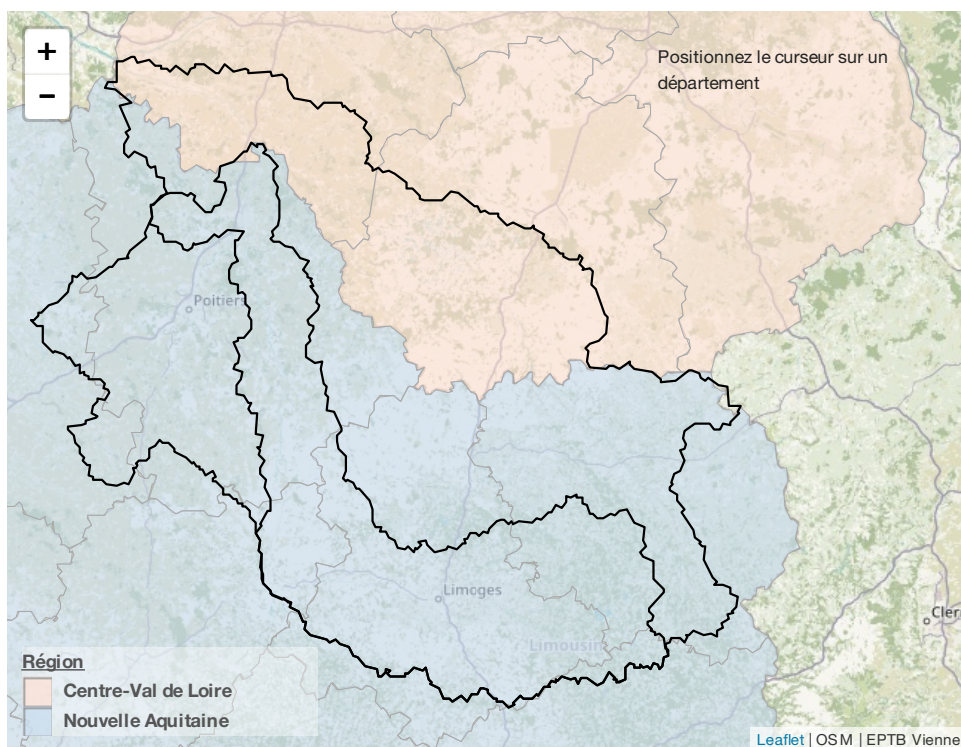 +
−
Positionnez le curseur sur un
département
Poitiers
Limoges
Limousin
Cler
Région
Centre-Val de Loire
Nouvelle Aquitaine
Leaflet | OSM | EPTB Vienne